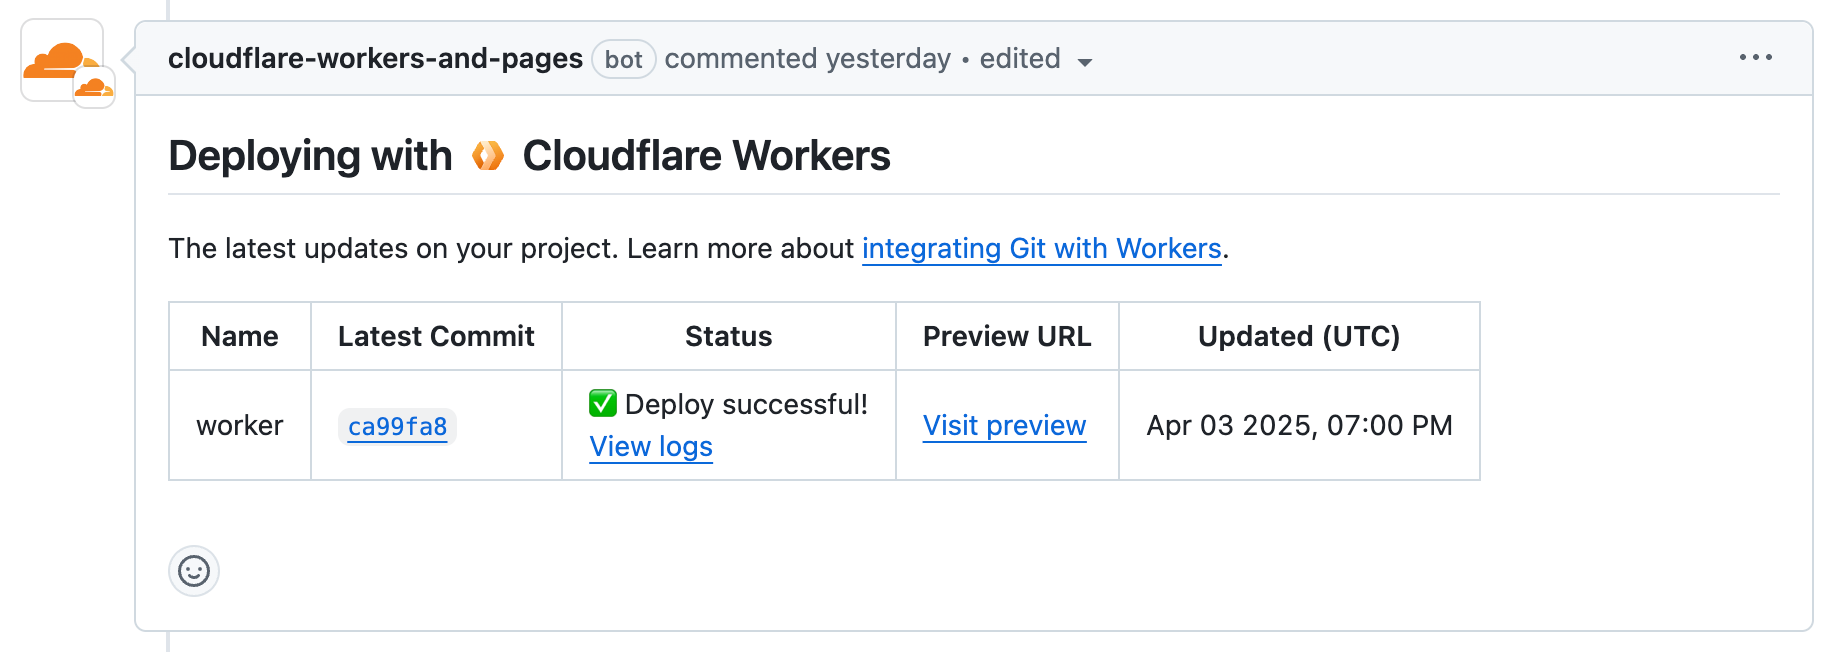 cloudflare-workers-and-pages bot commented yesterday • edited
Deploying with Cloudflare Workers
The latest updates on your project. Learn more about integrating Git with Workers.
Name Latest Commit Status Preview URL Updated (UTC)
worker ca99fa8 ✅ Deploy successful! Visit preview Apr 03 2025, 07:00 PM
View logs